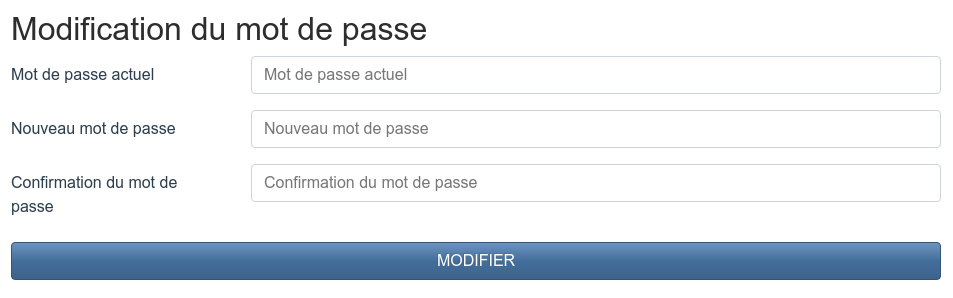 Modification du mot de passe
Mot de passe actuel
Mot de passe actuel
Nouveau mot de passe
Nouveau mot de passe
Confirmation du mot de
passe
Confirmation du mot de passe
MODIFIER